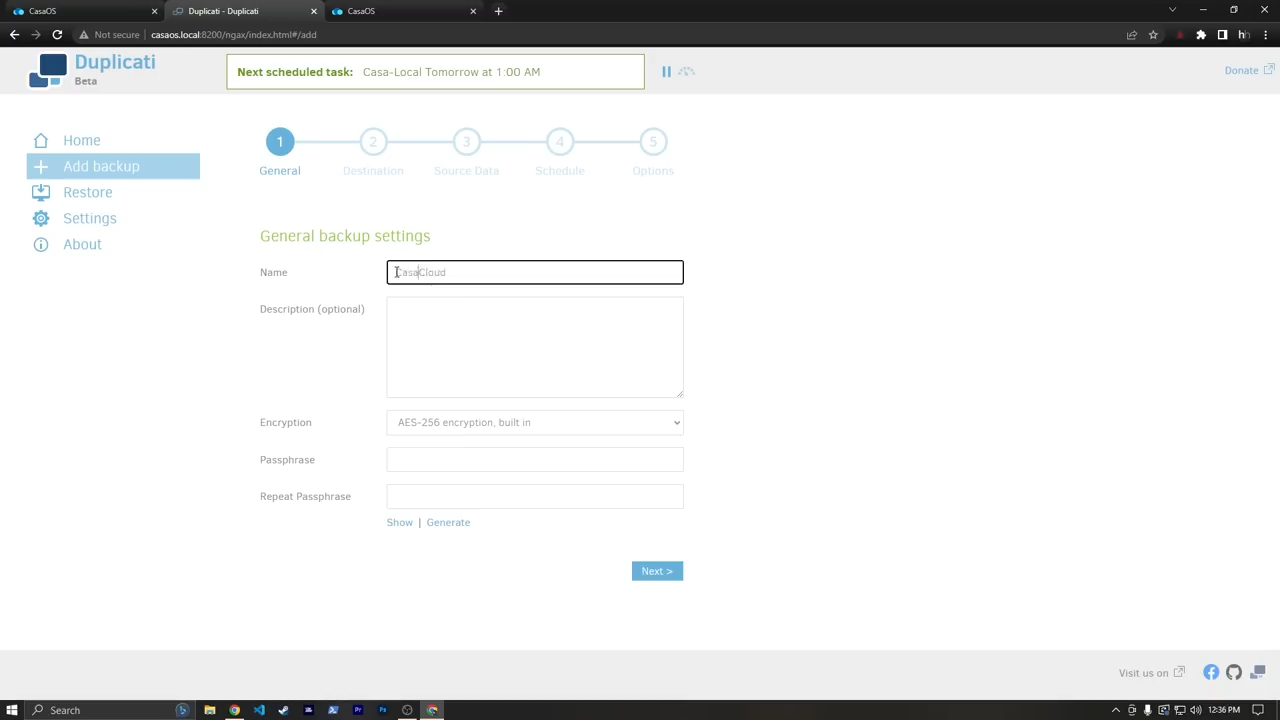 CasaOS
Duplicati - Duplicati
CasaOS
Not secure | casaos.local:8200/ngax/index.html#/add
Duplicati
Beta
Next scheduled task: Casa-Local Tomorrow at 1:00 AM
Donate
Home
Add backup
Restore
Settings
About
1 2 3 4 5
General Destination Source Data Schedule Options
General backup settings
Name CasaCloud
Description (optional)
Encryption AES-256 encryption, built in
Passphrase
Repeat Passphrase
Show | Generate
Next >
Visit us on
Search
12:36 PM